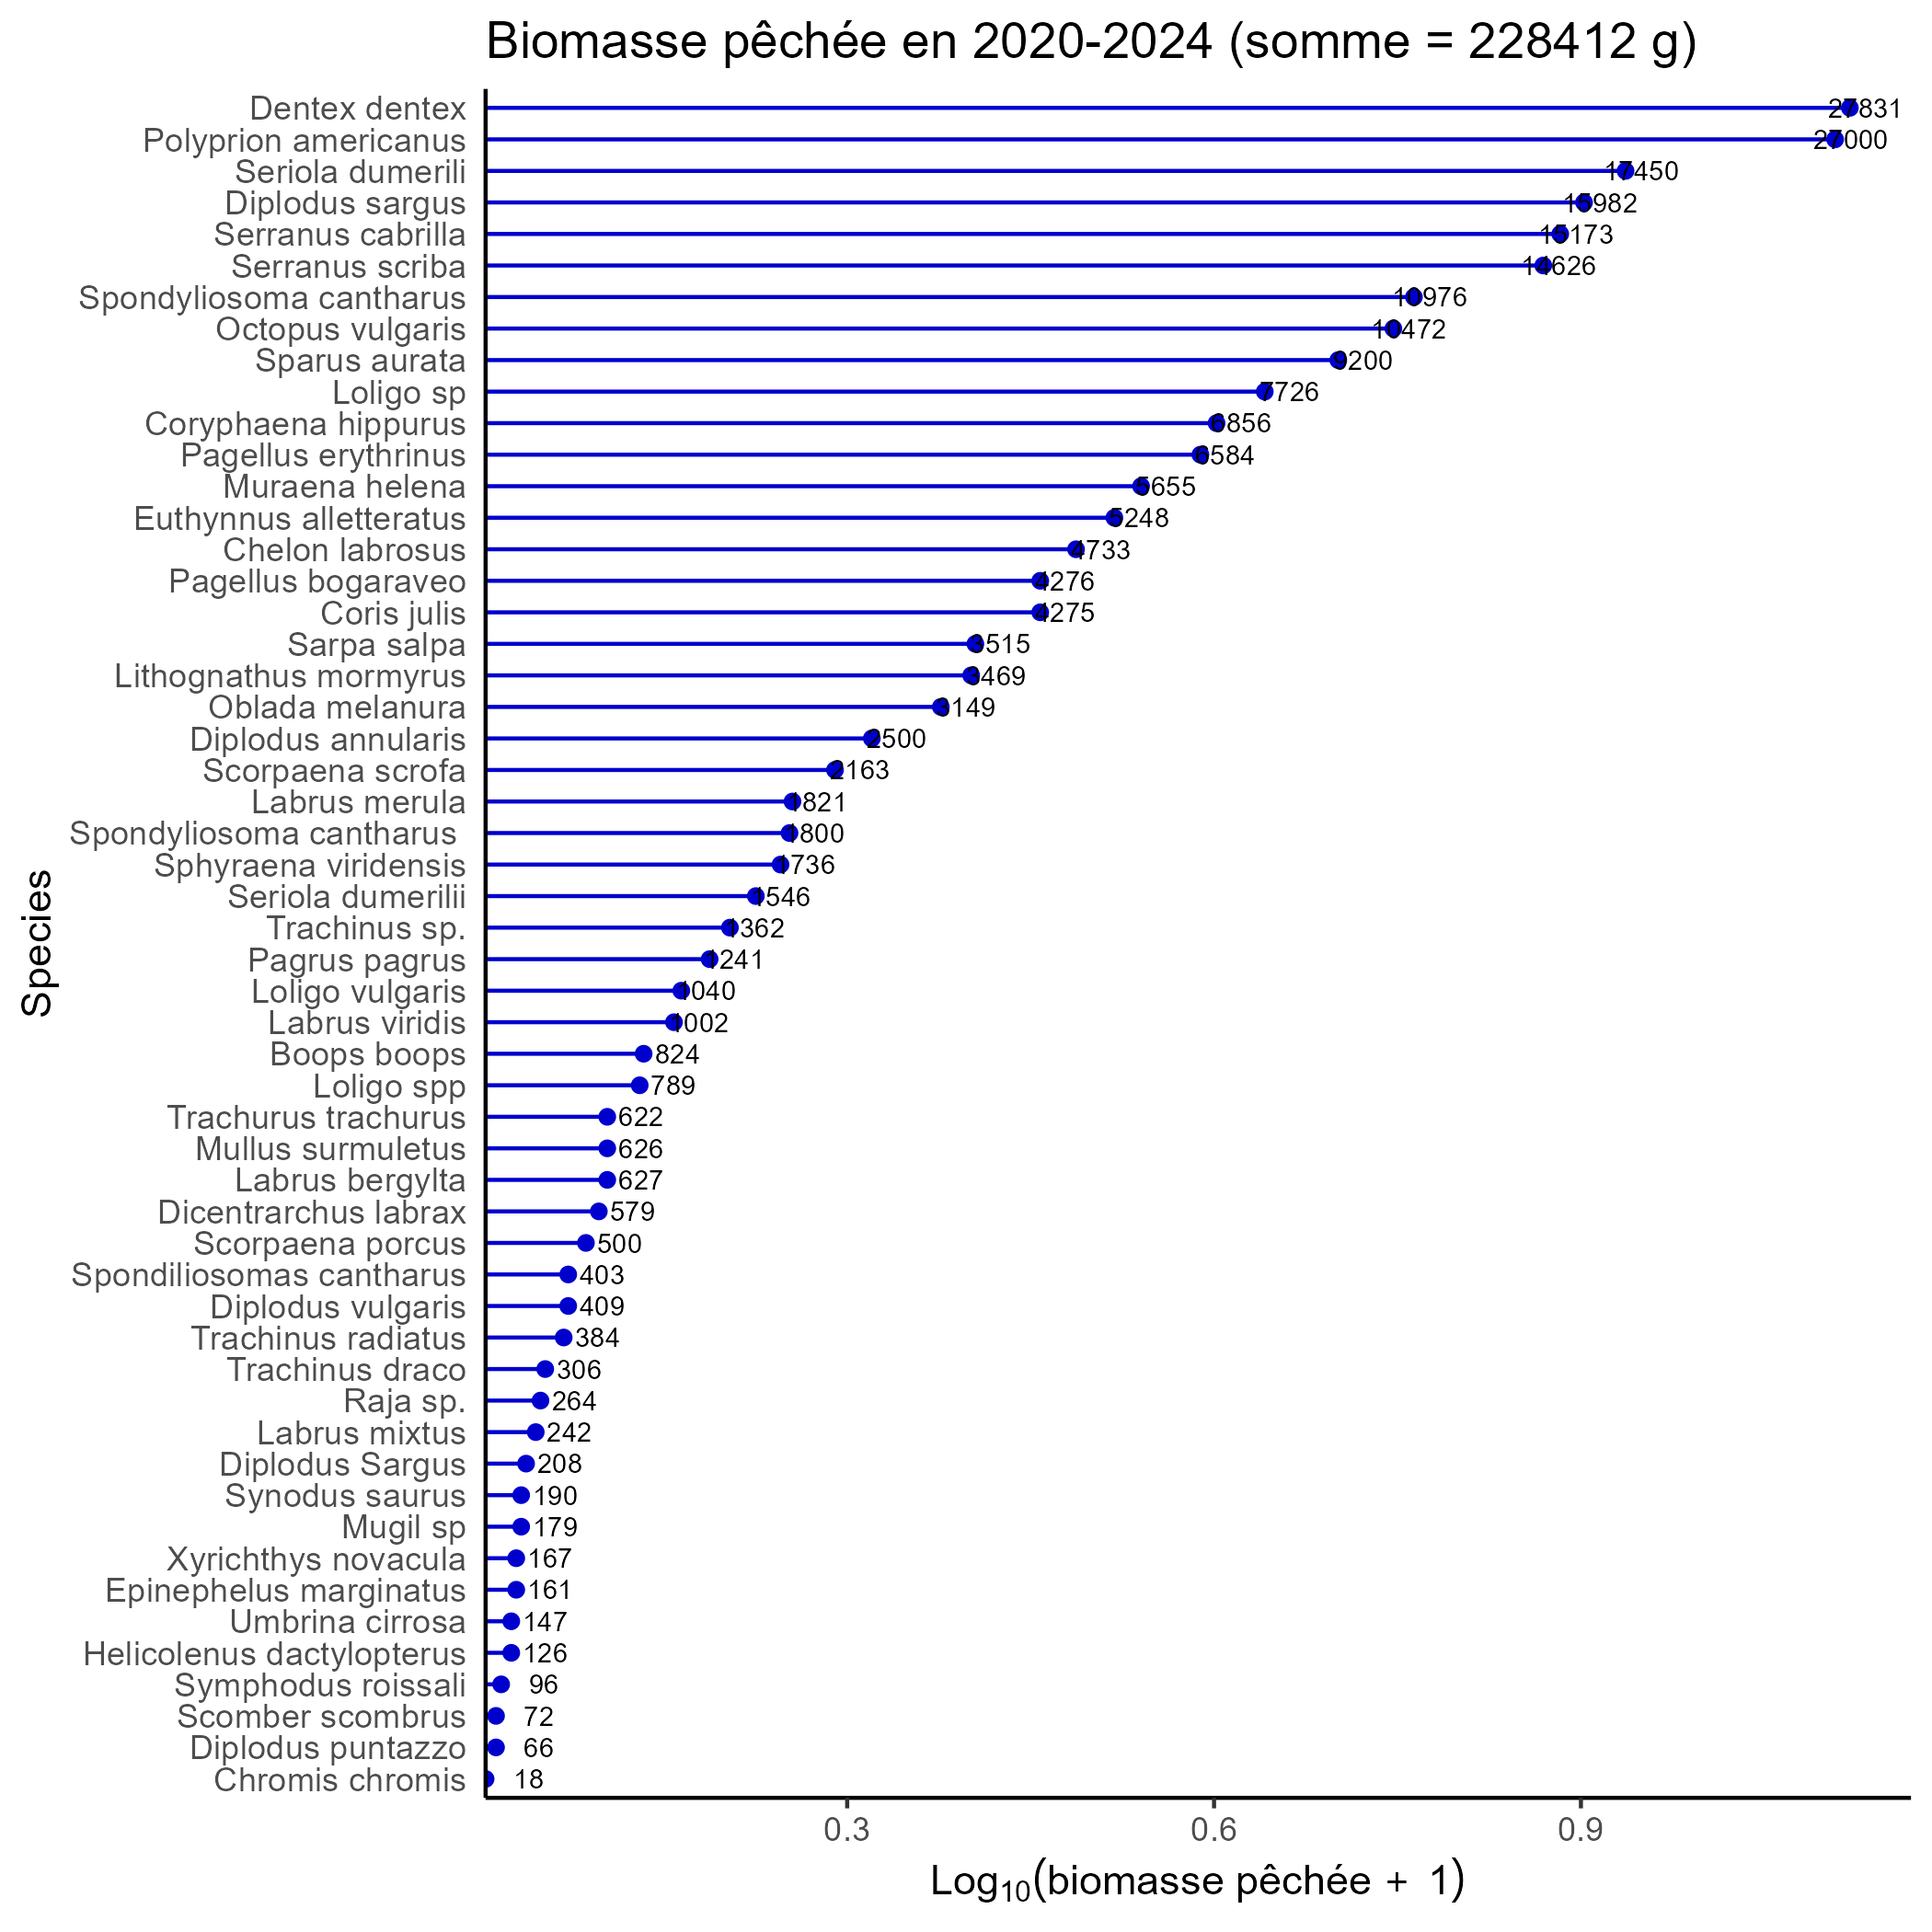 Biomasse pêchée en 2020-2024 (somme = 228412 g)
Dentex dentex 27831
Polyprion americanus 27000
Seriola dumerili 17450
Diplodus sargus 15982
Serranus cabrilla 15173
Serranus scriba 14626
Spondyliosoma cantharus 10976
Octopus vulgaris 10472
Sparus aurata 9200
Loligo sp 7726
Coryphaena hippurus 6856
Pagellus erythrinus 6584
Muraena helena 5655
Euthynnus alletteratus 5248
Chelon labrosus 4733
Pagellus bogaraveo 4276
Coris julis 4275
Sarpa salpa 3515
Lithognathus mormyrus 3469
Oblada melanura 3149
Diplodus annularis 2500
Scorpaena scrofa 2163
Labrus merula 1821
Spondyliosoma cantharus 1800
Sphyraena viridensis 1736
Seriola dumerilii 1546
Trachinus sp. 1362
Pagrus pagrus 1241
Loligo vulgaris 1040
Labrus viridis 1002
Boops boops 824
Loligo spp 789
Trachurus trachurus 622
Mullus surmuletus 626
Labrus bergylta 627
Dicentrarchus labrax 579
Scorpaena porcus 500
Spondiliosomas cantharus 403
Diplodus vulgaris 409
Trachinus radiatus 384
Trachinus draco 306
Raja sp. 264
Labrus mixtus 242
Diplodus Sargus 208
Synodus saurus 190
Mugil sp 179
Xyrichthys novacula 167
Epinephelus marginatus 161
Umbrina cirrosa 147
Helicolenus dactylopterus 126
Symphodus roissali 96
Scomber scombrus 72
Diplodus puntazzo 66
Chromis chromis 18
Species
0.3 0.6 0.9
Log10(biomasse pêchée + 1)